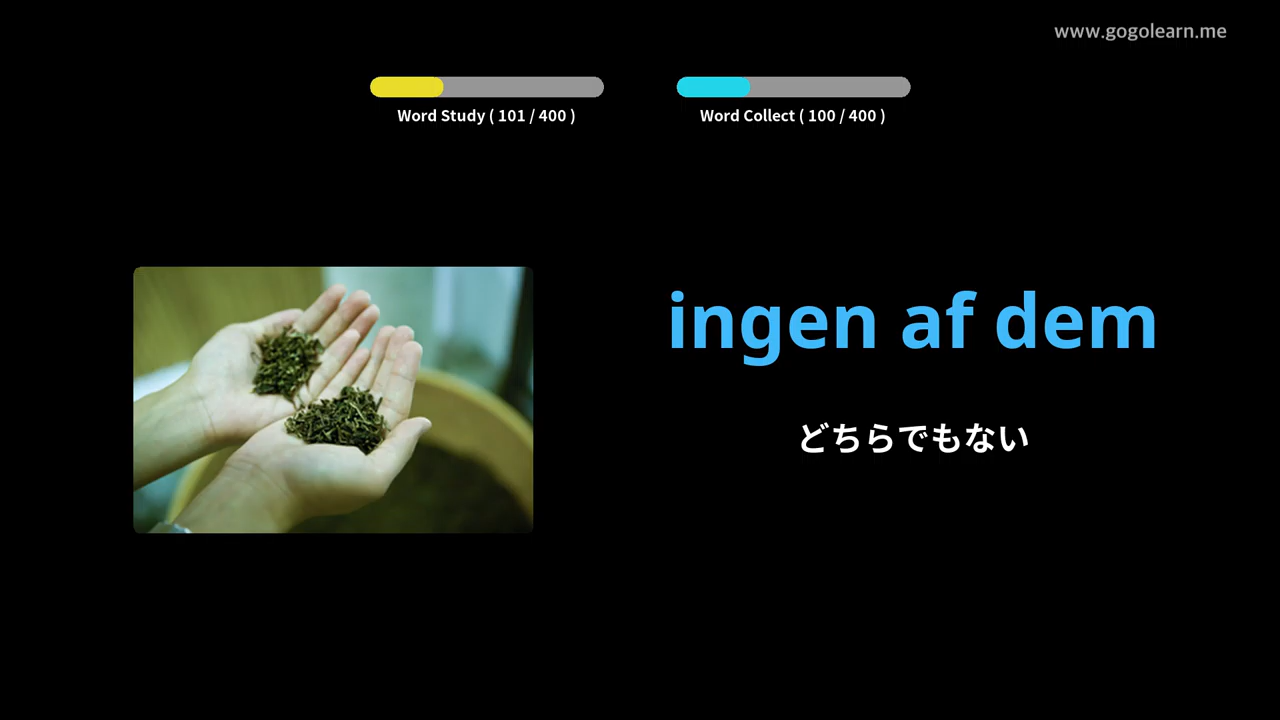 www.gogolearn.me
Word Study ( 101 / 400 )
Word Collect ( 100 / 400 )
ingen af dem
どちらでもない